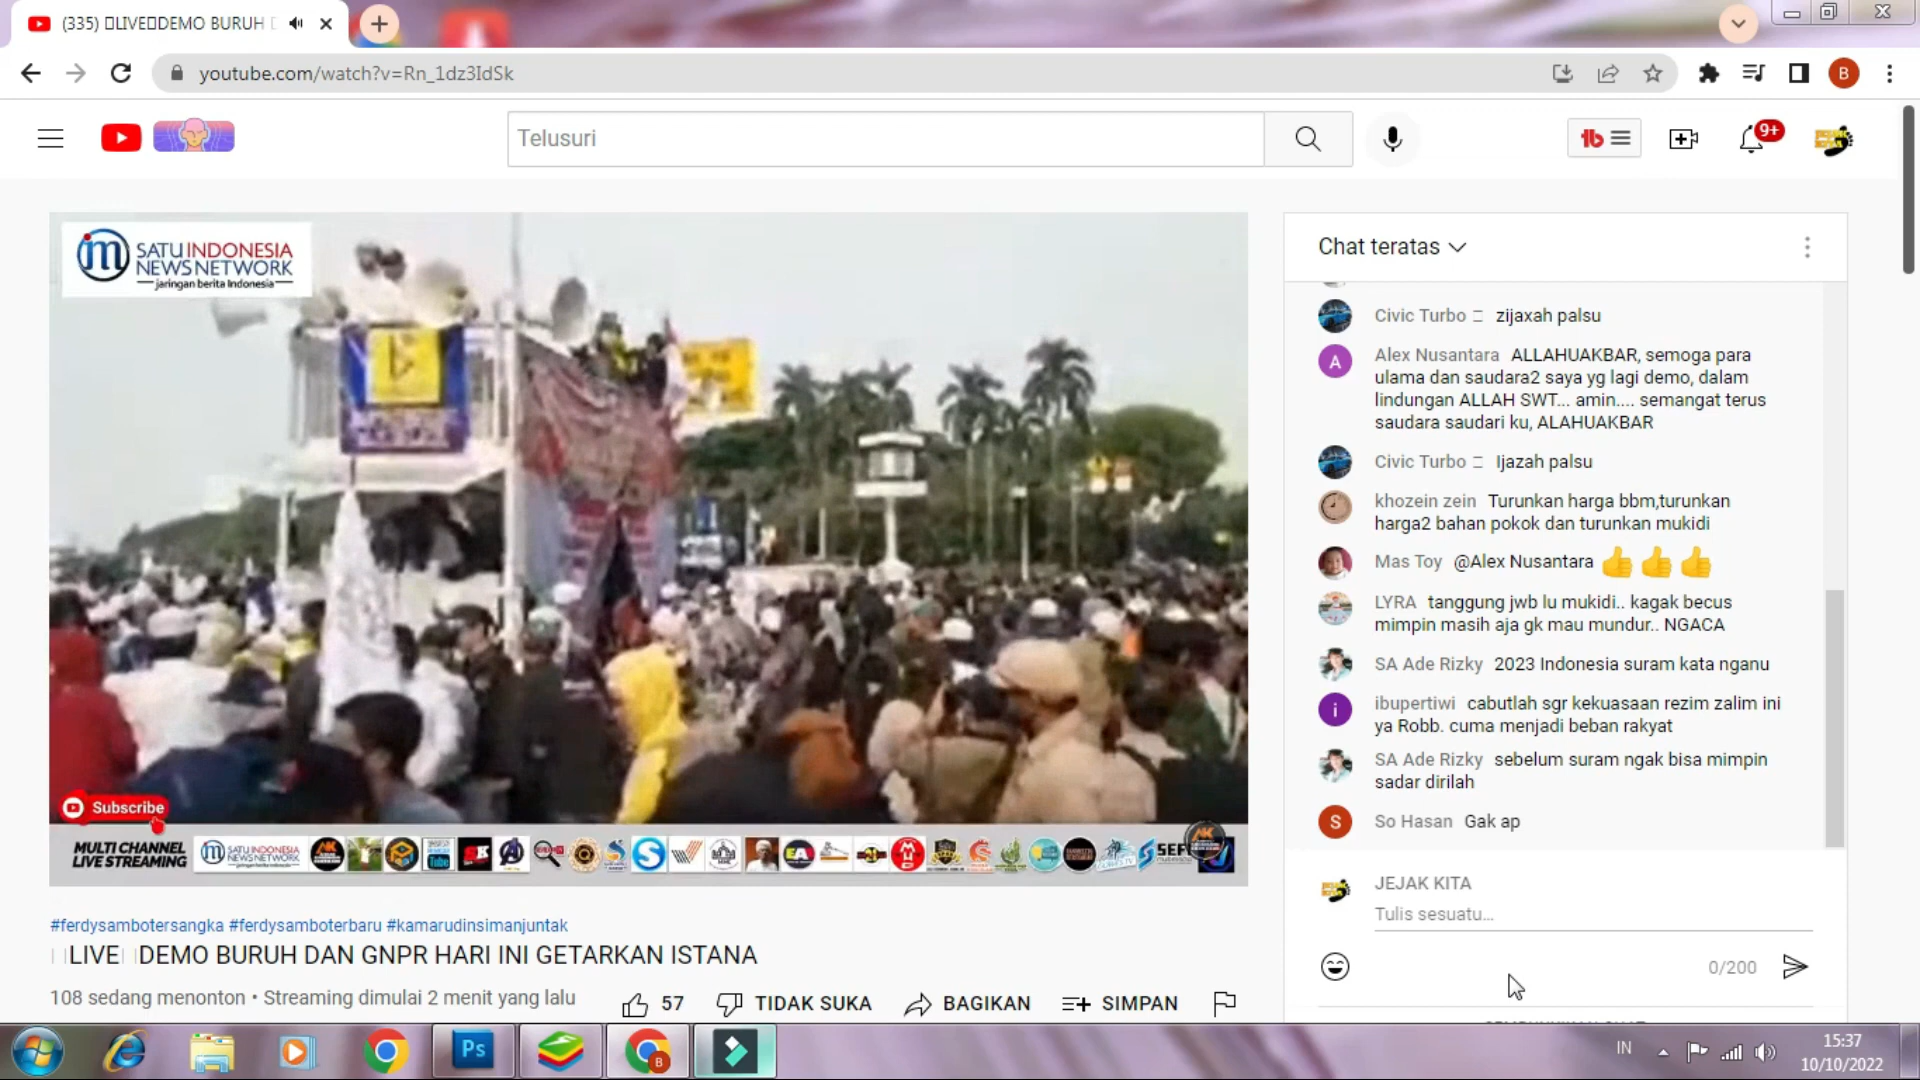 (335) LIVE DEMO BURUH
youtube.com/watch?v=Rn_1dz3IdSk
B
Telusuri
9+
SATU INDONESIA
NEWS NETWORK
jaringan berita Indonesia
Subscribe
MULTI CHANNEL
LIVE STREAMING
SATU INDONESIA
NEWS NETWORK
#ferdysambotersangka #ferdysamboterbaru #kamarudinsimanjuntak
LIVE DEMO BURUH DAN GNPR HARI INI GETARKAN ISTANA
108 sedang menonton • Streaming dimulai 2 menit yang lalu
57
TIDAK SUKA
BAGIKAN
SIMPAN
Chat teratas
Civic Turbo zijaxah palsu
A
Alex Nusantara ALLAHUAKBAR, semoga para
ulama dan saudara2 saya yg lagi demo, dalam
lindungan ALLAH SWT... amin.... semangat terus
saudara saudari ku, ALAHUAKBAR
Civic Turbo Ijazah palsu
khozein zein Turunkan harga bbm,turunkan
harga2 bahan pokok dan turunkan mukidi
Mas Toy @Alex Nusantara 👍👍👍
LYRA tanggung jwb lu mukidi.. kagak becus
mimpin masih aja gk mau mundur.. NGACA
SA Ade Rizky 2023 Indonesia suram kata nganu
i
ibupertiwi cabutlah sgr kekuasaan rezim zalim ini
ya Robb. cuma menjadi beban rakyat
SA Ade Rizky sebelum suram ngak bisa mimpin
sadar dirilah
S
So Hasan Gak ap
JEJAK KITA
Tulis sesuatu...
0/200
Ps
B
IN
15:37
10/10/2022